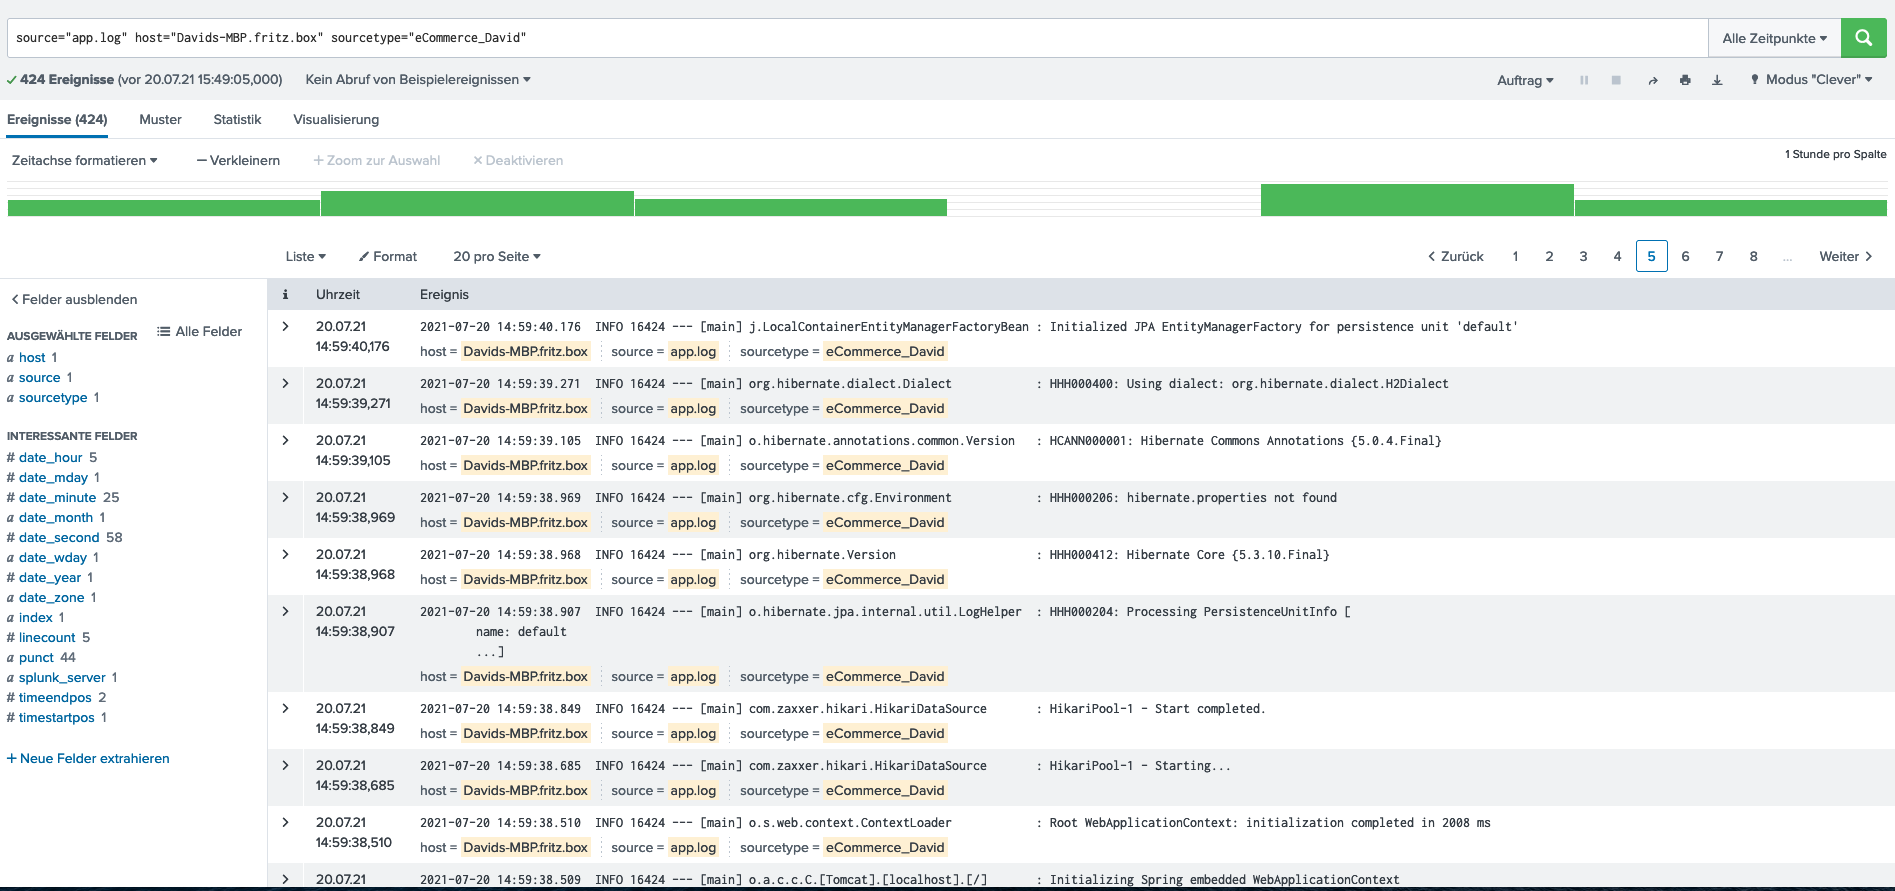 source="app.log" host="Davids-MBP.fritz.box" sourcetype="eCommerce_David"
Alle Zeitpunkte
424 Ereignisse (vor 20.07.21 15:49:05,000) Kein Abruf von Beispielereignissen
Auftrag Modus "Clever"
Ereignisse (424) Muster Statistik Visualisierung
Zeitachse formatieren — Verkleinern + Zoom zur Auswahl × Deaktivieren
1 Stunde pro Spalte
Liste Format 20 pro Seite
< Zurück 1 2 3 4 5 6 7 8 ... Weiter >
< Felder ausblenden
Alle Felder
AUSGEWÄHLTE FELDER
a host 1
a source 1
a sourcetype 1
INTERESSANTE FELDER
# date_hour 5
# date_mday 1
# date_minute 25
a date_month 1
# date_second 58
a date_wday 1
# date_year 1
a date_zone 1
a index 1
# linecount 5
a punct 44
a splunk_server 1
# timeendpos 2
# timestartpos 1
+ Neue Felder extrahieren
i Uhrzeit Ereignis
> 20.07.21 14:59:40,176
2021-07-20 14:59:40.176 INFO 16424 --- [main] j.LocalContainerEntityManagerFactoryBean : Initialized JPA EntityManagerFactory for persistence unit 'default'
host = Davids-MBP.fritz.box source = app.log sourcetype = eCommerce_David
> 20.07.21 14:59:39,271
2021-07-20 14:59:39.271 INFO 16424 --- [main] org.hibernate.dialect.Dialect : HHH000400: Using dialect: org.hibernate.dialect.H2Dialect
host = Davids-MBP.fritz.box source = app.log sourcetype = eCommerce_David
> 20.07.21 14:59:39,105
2021-07-20 14:59:39.105 INFO 16424 --- [main] o.hibernate.annotations.common.Version : HCANN000001: Hibernate Commons Annotations {5.0.4.Final}
host = Davids-MBP.fritz.box source = app.log sourcetype = eCommerce_David
> 20.07.21 14:59:38,969
2021-07-20 14:59:38.969 INFO 16424 --- [main] org.hibernate.cfg.Environment : HHH000206: hibernate.properties not found
host = Davids-MBP.fritz.box source = app.log sourcetype = eCommerce_David
> 20.07.21 14:59:38,968
2021-07-20 14:59:38.968 INFO 16424 --- [main] org.hibernate.Version : HHH000412: Hibernate Core {5.3.10.Final}
host = Davids-MBP.fritz.box source = app.log sourcetype = eCommerce_David
> 20.07.21 14:59:38,907
2021-07-20 14:59:38.907 INFO 16424 --- [main] o.hibernate.jpa.internal.util.LogHelper : HHH000204: Processing PersistenceUnitInfo [
name: default
...]
host = Davids-MBP.fritz.box source = app.log sourcetype = eCommerce_David
> 20.07.21 14:59:38,849
2021-07-20 14:59:38.849 INFO 16424 --- [main] com.zaxxer.hikari.HikariDataSource : HikariPool-1 - Start completed.
host = Davids-MBP.fritz.box source = app.log sourcetype = eCommerce_David
> 20.07.21 14:59:38,685
2021-07-20 14:59:38.685 INFO 16424 --- [main] com.zaxxer.hikari.HikariDataSource : HikariPool-1 - Starting...
host = Davids-MBP.fritz.box source = app.log sourcetype = eCommerce_David
> 20.07.21 14:59:38,510
2021-07-20 14:59:38.510 INFO 16424 --- [main] o.s.web.context.ContextLoader : Root WebApplicationContext: initialization completed in 2008 ms
host = Davids-MBP.fritz.box source = app.log sourcetype = eCommerce_David
> 20.07.21
2021-07-20 14:59:38.509 INFO 16424 --- [main] o.a.c.c.C.[Tomcat].[localhost].[/] : Initializing Spring embedded WebApplicationContext